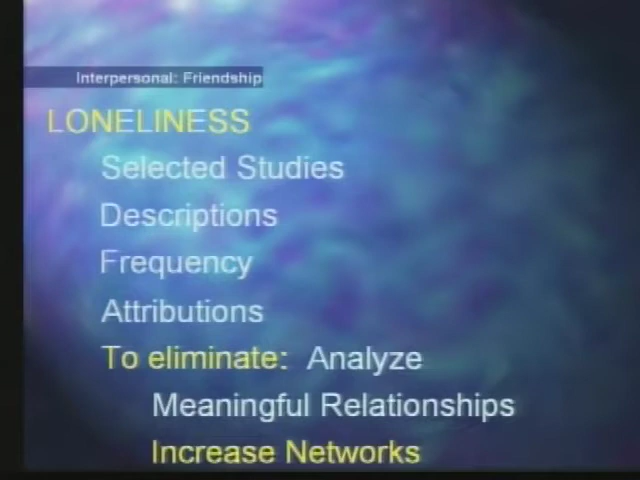 Interpersonal: Friendship
LONELINESS
Selected Studies
Descriptions
Frequency
Attributions
To eliminate: Analyze
Meaningful Relationships
Increase Networks